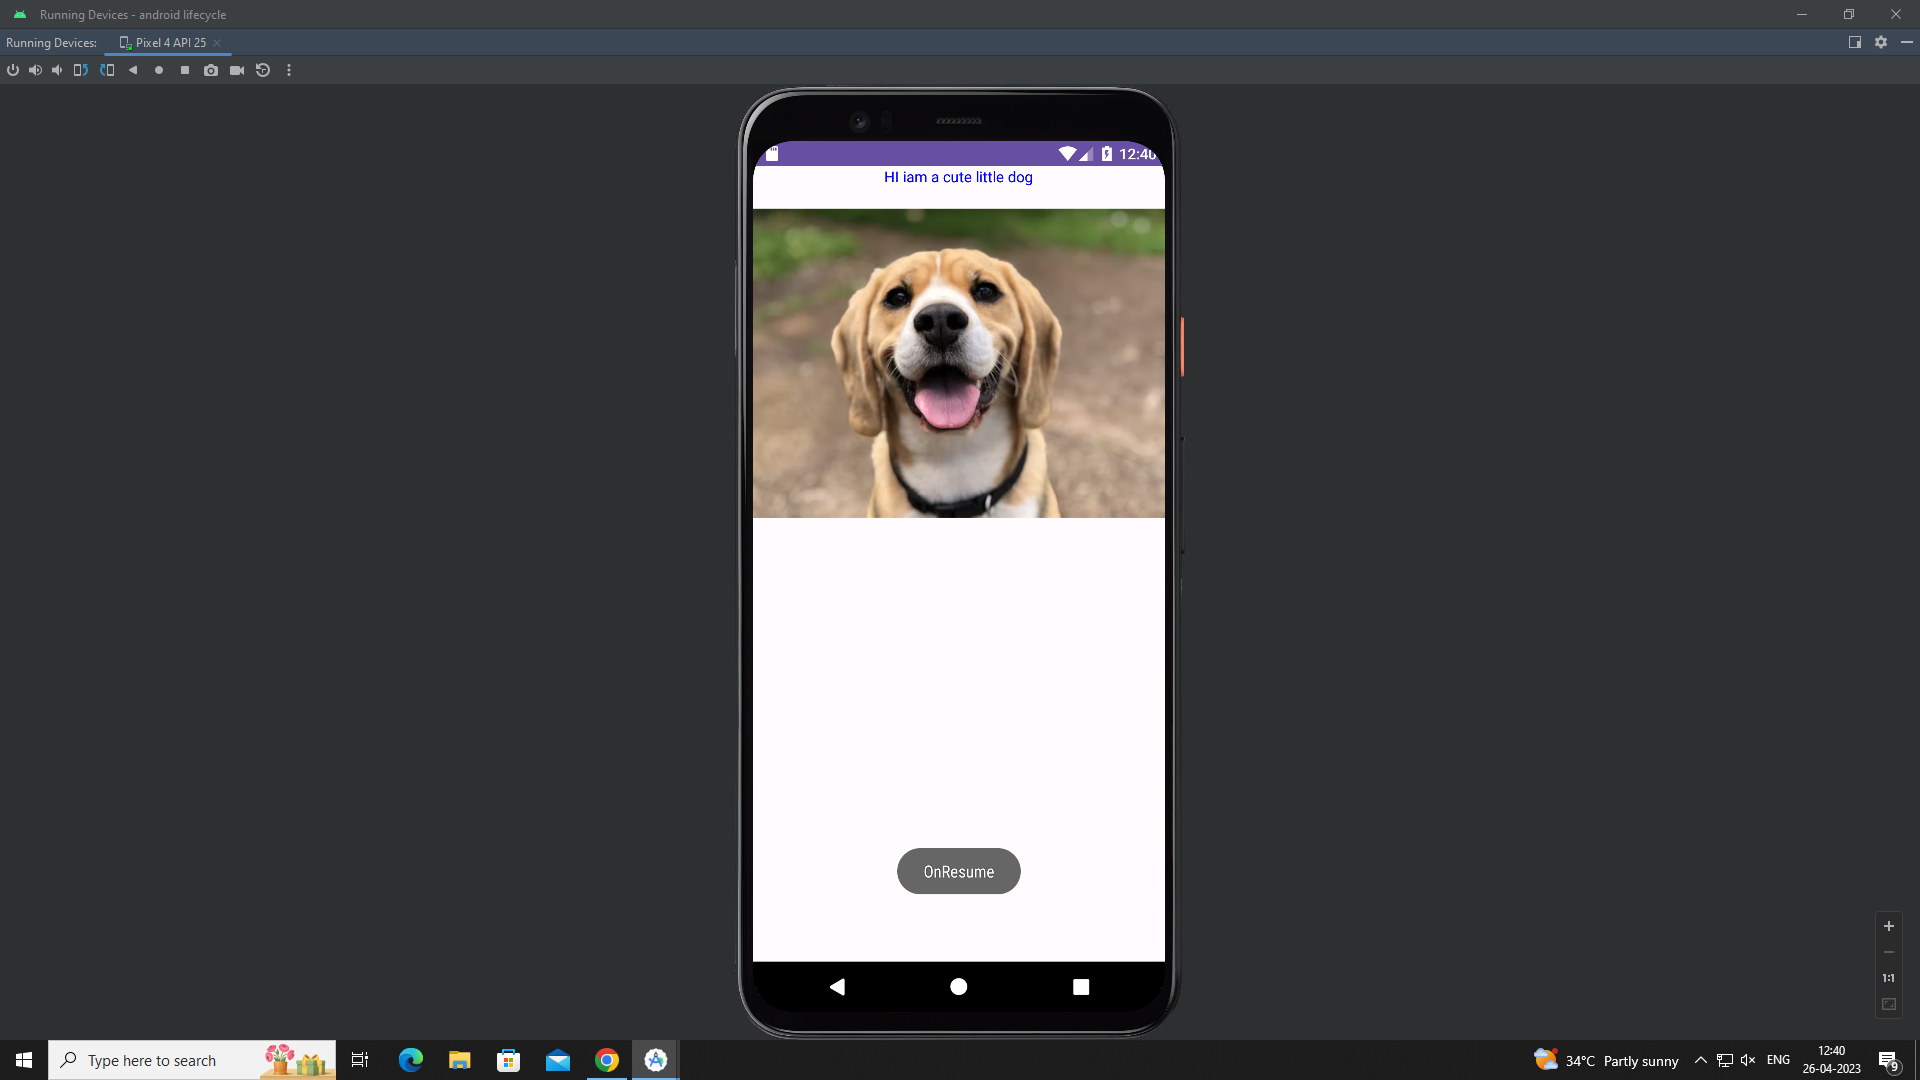 Running Devices - android lifecycle
Running Devices:
Pixel 4 API 25
12:40
HI iam a cute little dog
OnResume
1:1
Type here to search
34°C Partly sunny
ENG
12:40
26-04-2023
9